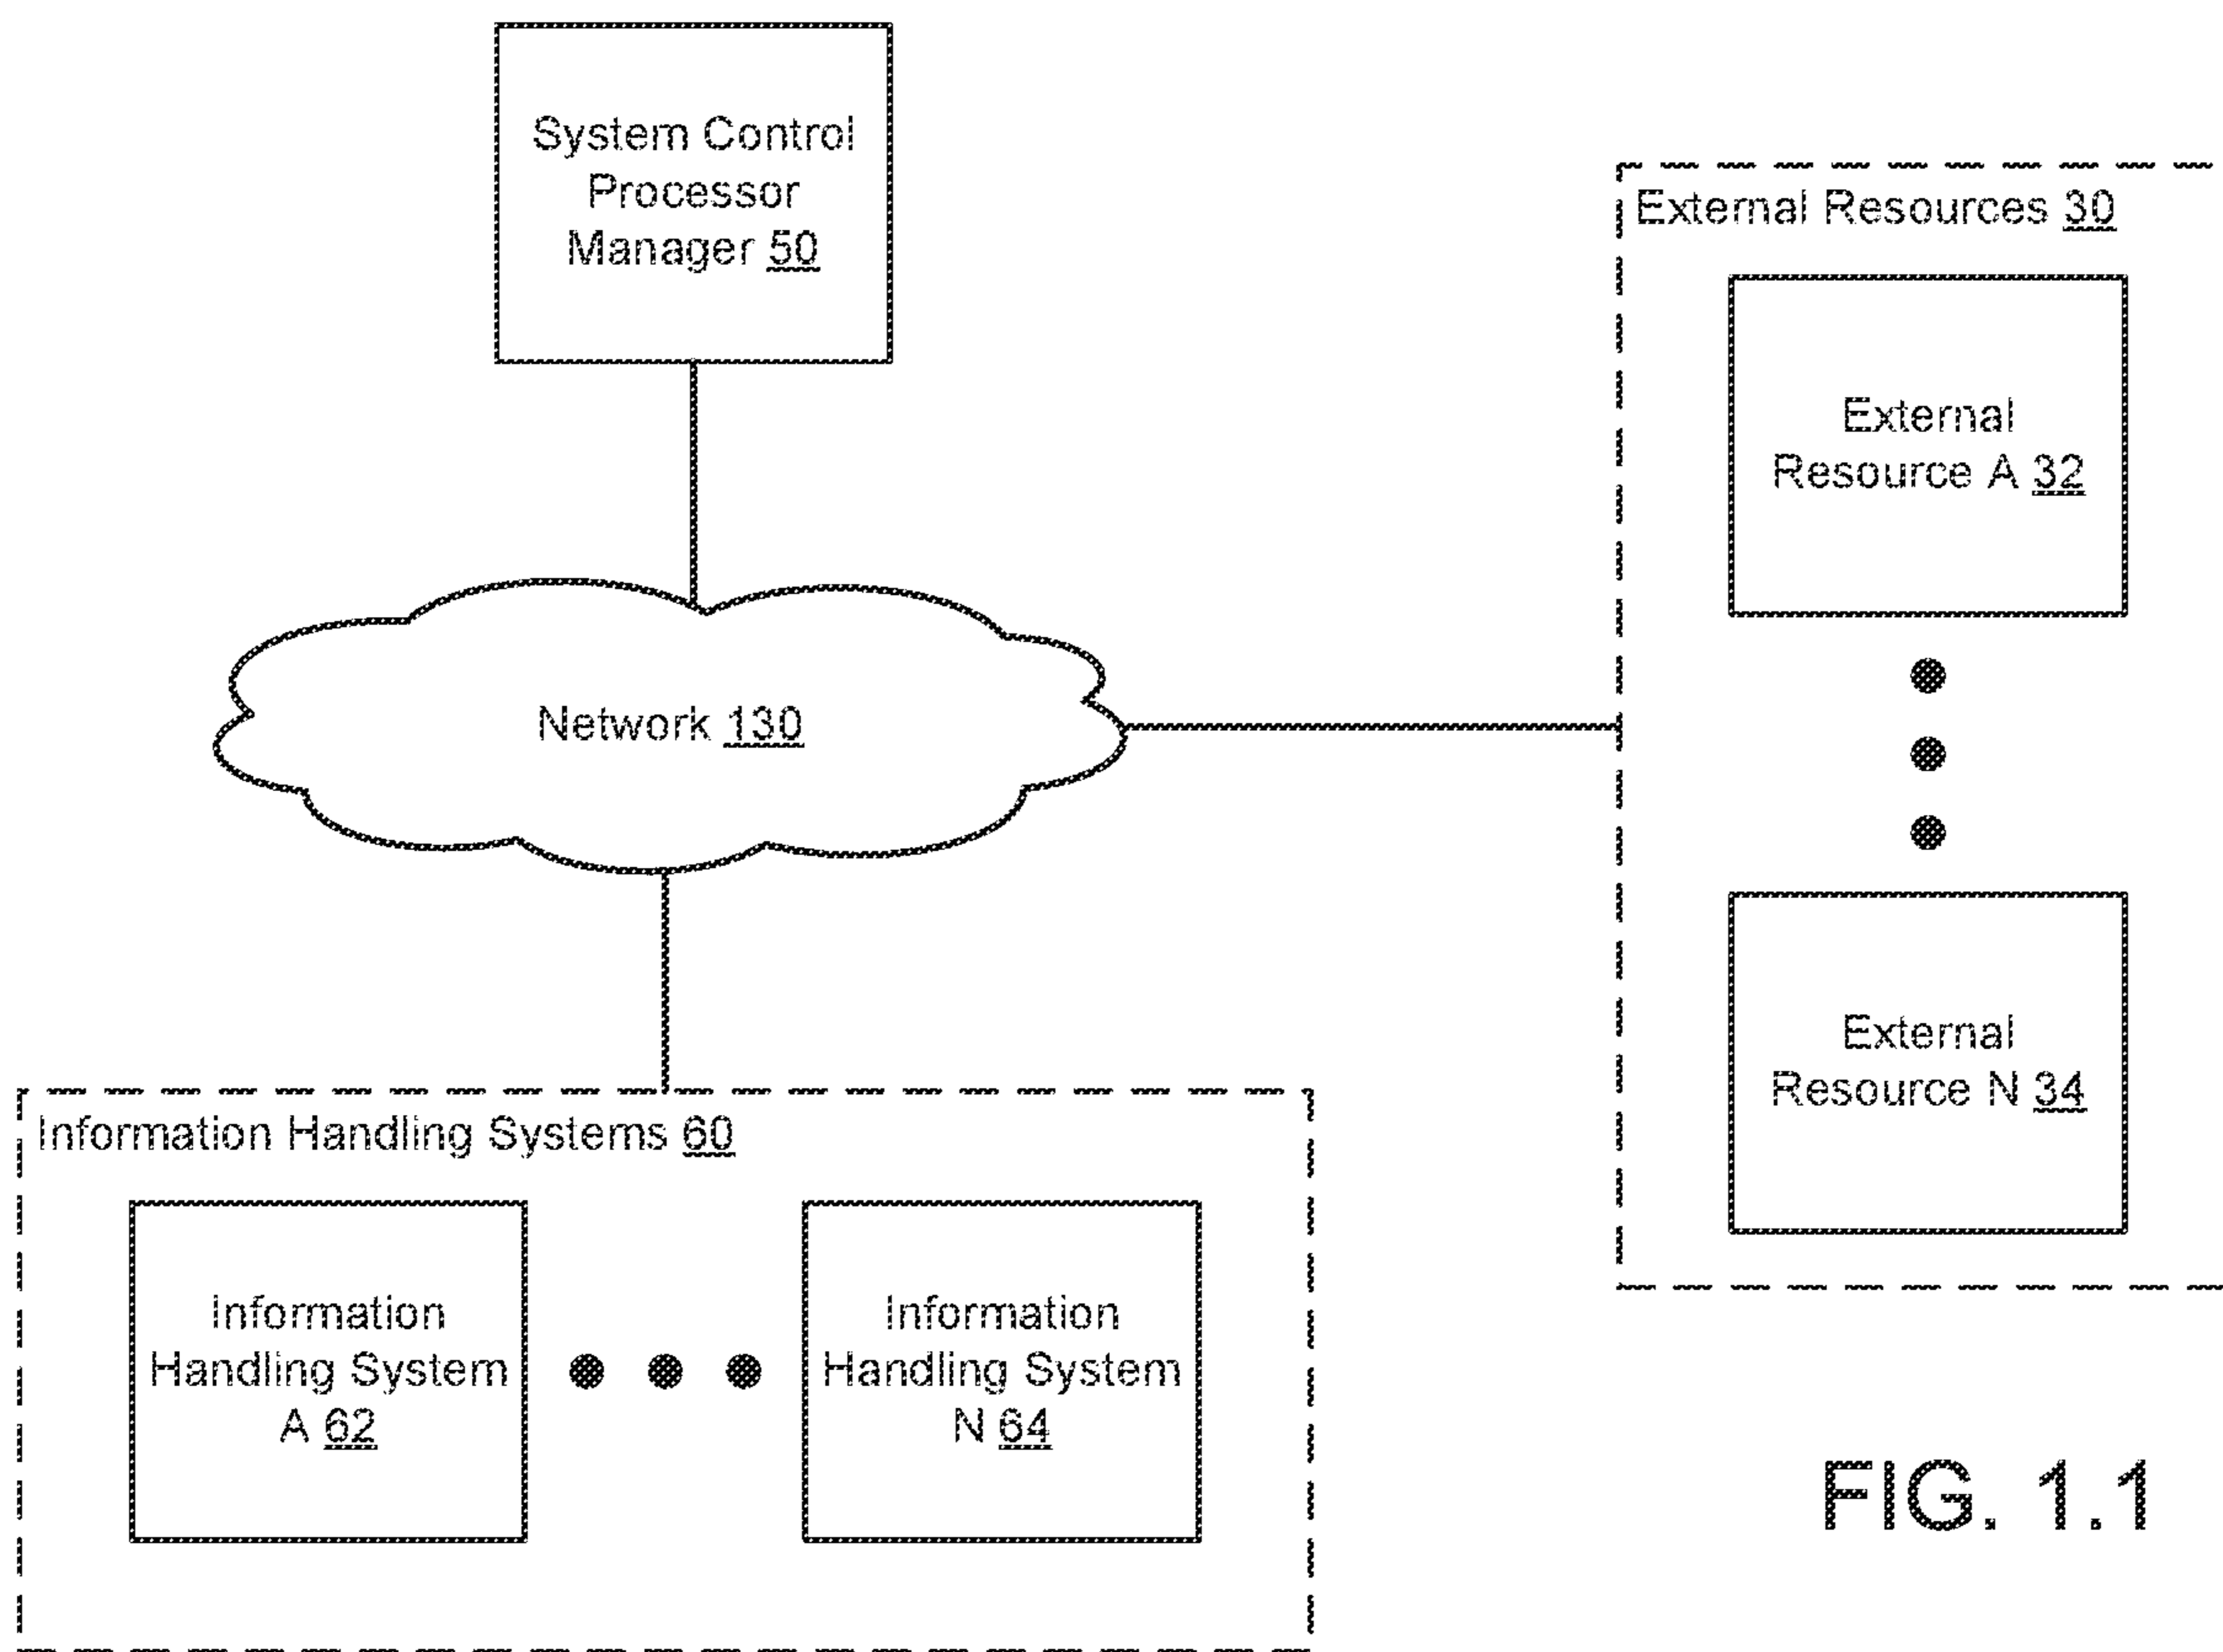 System Control
Processor
Manager 50
External Resources 30
External
Resource A 32
Network 130
External
Resource N 34
Information Handling Systems 60
Information
Handling System
A 62
Information
Handling System
N 64
FIG. 1.1